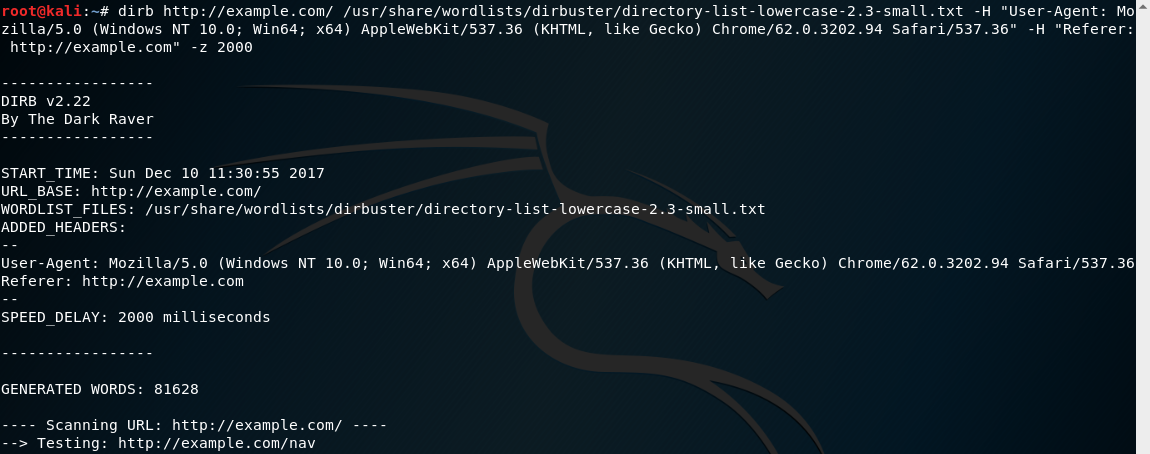 root@kali:~# dirb http://example.com/ /usr/share/wordlists/dirbuster/directory-list-lowercase-2.3-small.txt -H "User-Agent: Mo
zilla/5.0 (Windows NT 10.0; Win64; x64) AppleWebKit/537.36 (KHTML, like Gecko) Chrome/62.0.3202.94 Safari/537.36" -H "Referer:
 http://example.com" -z 2000
-----------------
DIRB v2.22
By The Dark Raver
-----------------
START_TIME: Sun Dec 10 11:30:55 2017
URL_BASE: http://example.com/
WORDLIST_FILES: /usr/share/wordlists/dirbuster/directory-list-lowercase-2.3-small.txt
ADDED_HEADERS:
--
User-Agent: Mozilla/5.0 (Windows NT 10.0; Win64; x64) AppleWebKit/537.36 (KHTML, like Gecko) Chrome/62.0.3202.94 Safari/537.36
Referer: http://example.com
--
SPEED_DELAY: 2000 milliseconds
-----------------
GENERATED WORDS: 81628
---- Scanning URL: http://example.com/ ----
--> Testing: http://example.com/nav